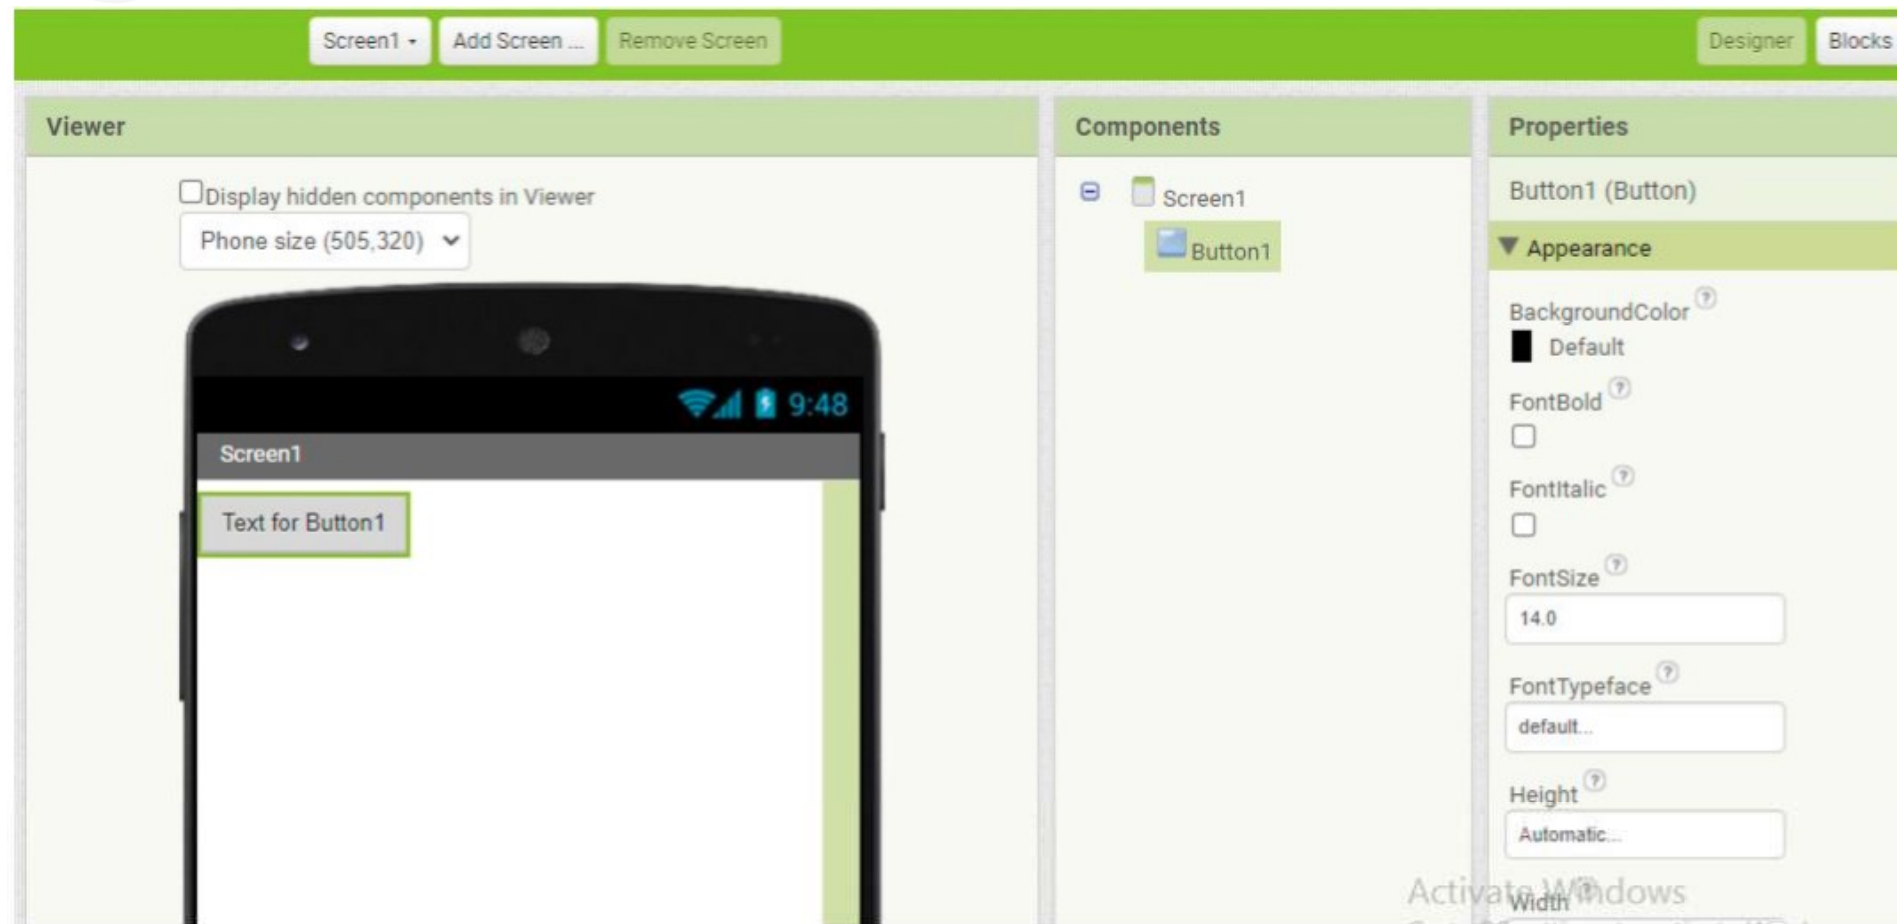 Screen1
Add Screen ...
Remove Screen
Designer
Blocks
Viewer
Display hidden components in Viewer
Phone size (505,320)
9:48
Screen1
Text for Button1
Components
Screen1
Button1
Properties
Button1 (Button)
Appearance
BackgroundColor ?
Default
FontBold ?
FontItalic ?
FontSize ?
14.0
FontTypeface ?
default...
Height ?
Automatic...
Width ?
Activate Windows